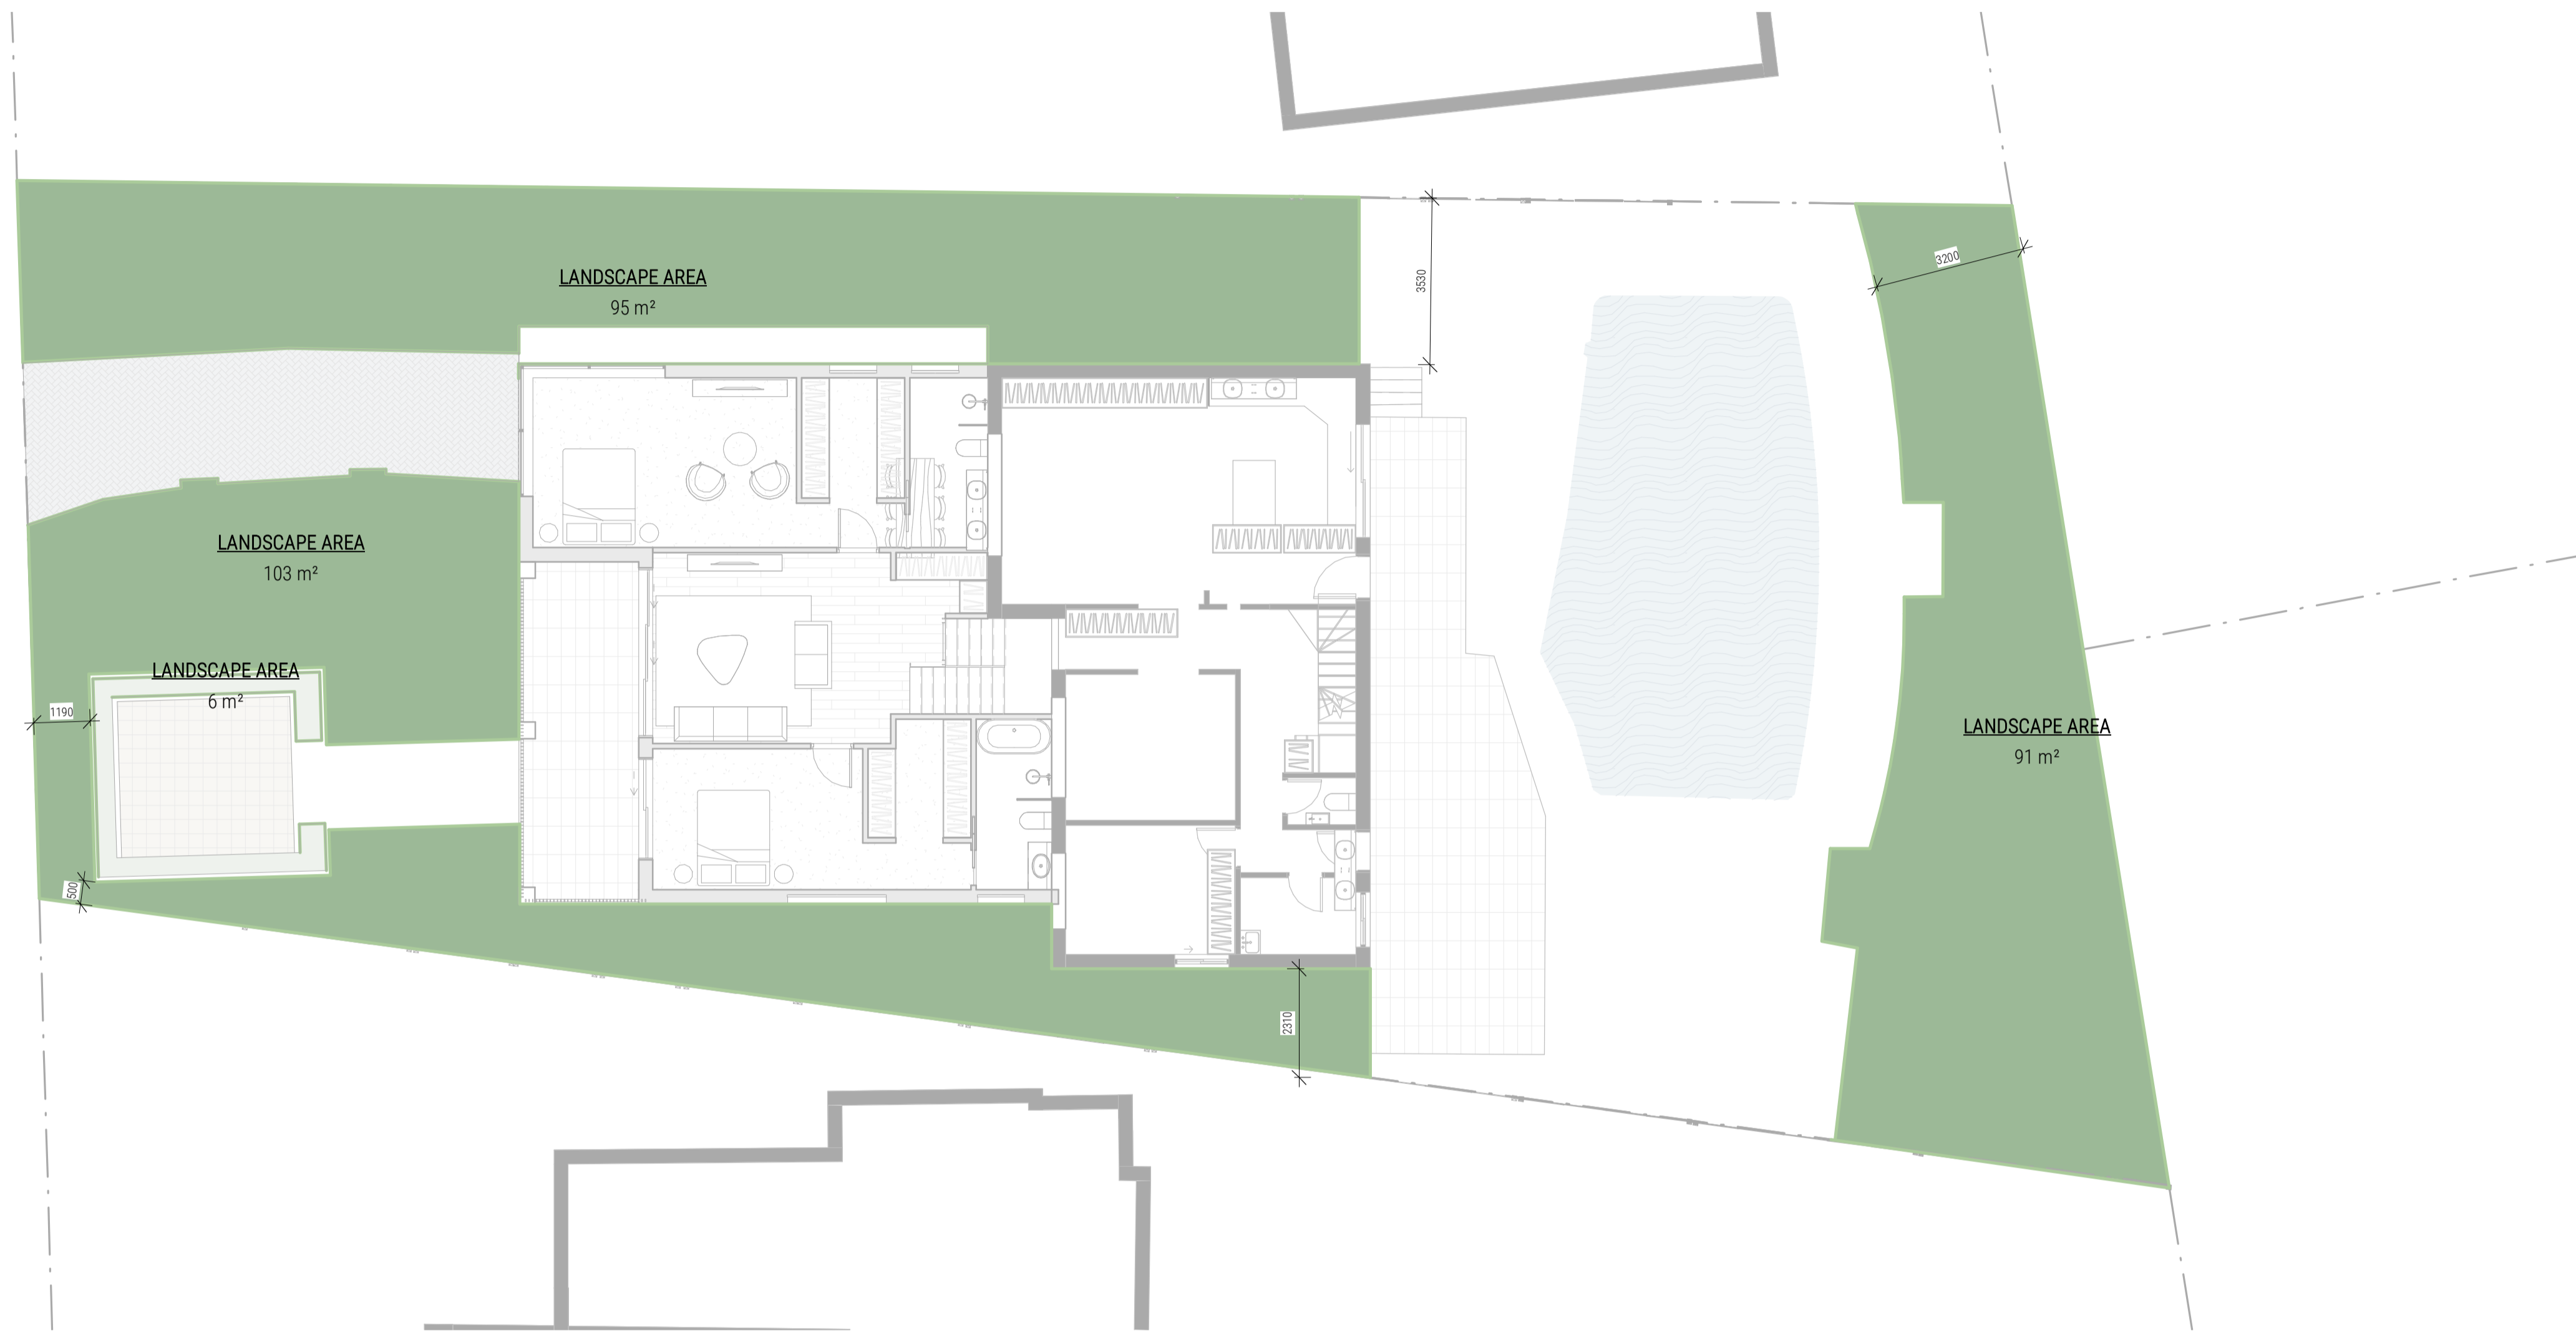 3530
3200
LANDSCAPE AREA
95 m²
LANDSCAPE AREA
103 m²
LANDSCAPE AREA
6 m²
1190
LANDSCAPE AREA
91 m²
500
2310